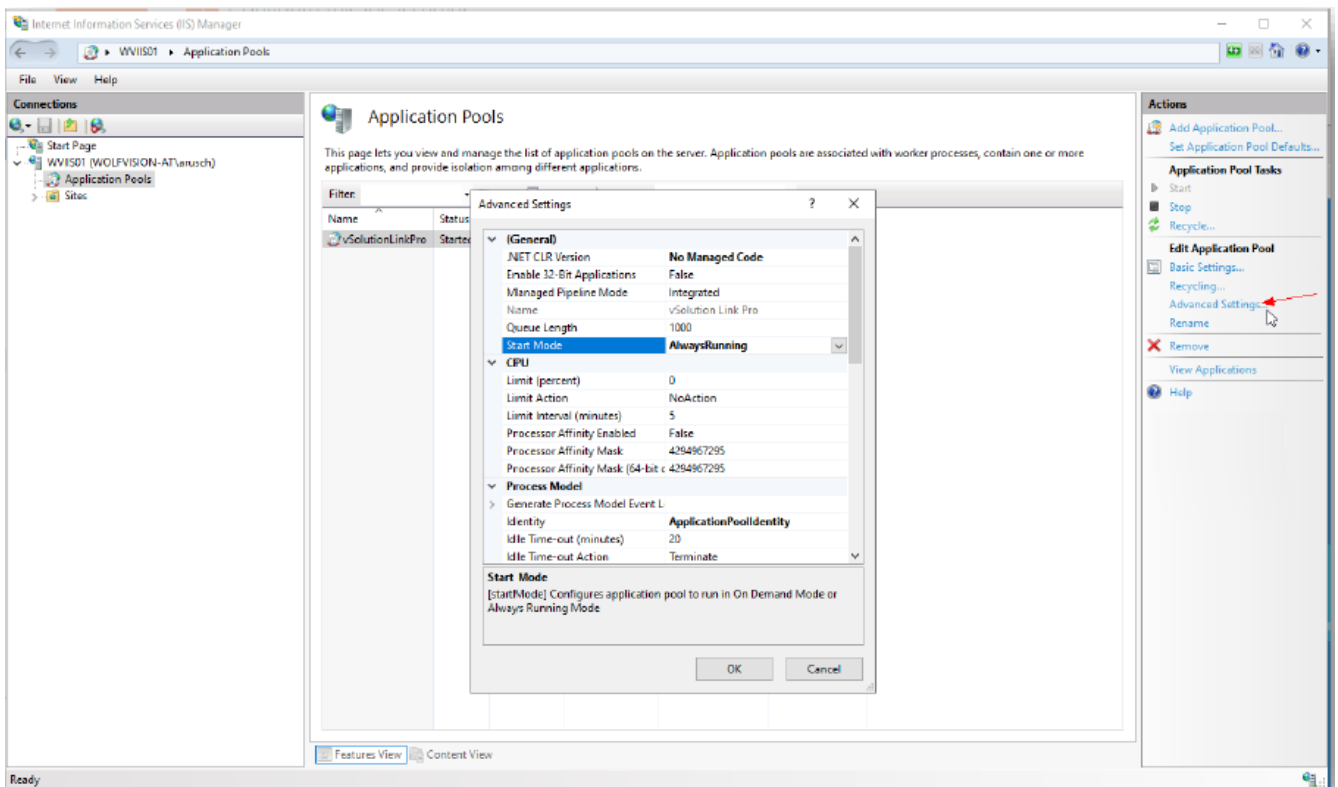 Internet Information Services (IIS) Manager
WVIIS01 Application Pools
File View Help
Connections
Start Page
WVIIS01 (WOLFVISION-AT\arusch)
Application Pools
Sites
Application Pools
This page lets you view and manage the list of application pools on the server. Application pools are associated with worker processes, contain one or more
applications, and provide isolation among different applications.
Filter:
Name Status
vSolutionLinkPro Started
Advanced Settings ?
(General)
.NET CLR Version No Managed Code
Enable 32-Bit Applications False
Managed Pipeline Mode Integrated
Name vSolution Link Pro
Queue Length 1000
Start Mode AlwaysRunning
CPU
Limit (percent) 0
Limit Action NoAction
Limit Interval (minutes) 5
Processor Affinity Enabled False
Processor Affinity Mask 4294967295
Processor Affinity Mask (64-bit c 4294967295
Process Model
Generate Process Model Event L
Identity ApplicationPoolIdentity
Idle Time-out (minutes) 20
Idle Time-out Action Terminate
Start Mode
[startMode] Configures application pool to run in On Demand Mode or
Always Running Mode
OK Cancel
Features View Content View
Actions
Add Application Pool...
Set Application Pool Defaults...
Application Pool Tasks
Start
Stop
Recycle...
Edit Application Pool
Basic Settings...
Recycling...
Advanced Settings...
Rename
Remove
View Applications
Help
Ready